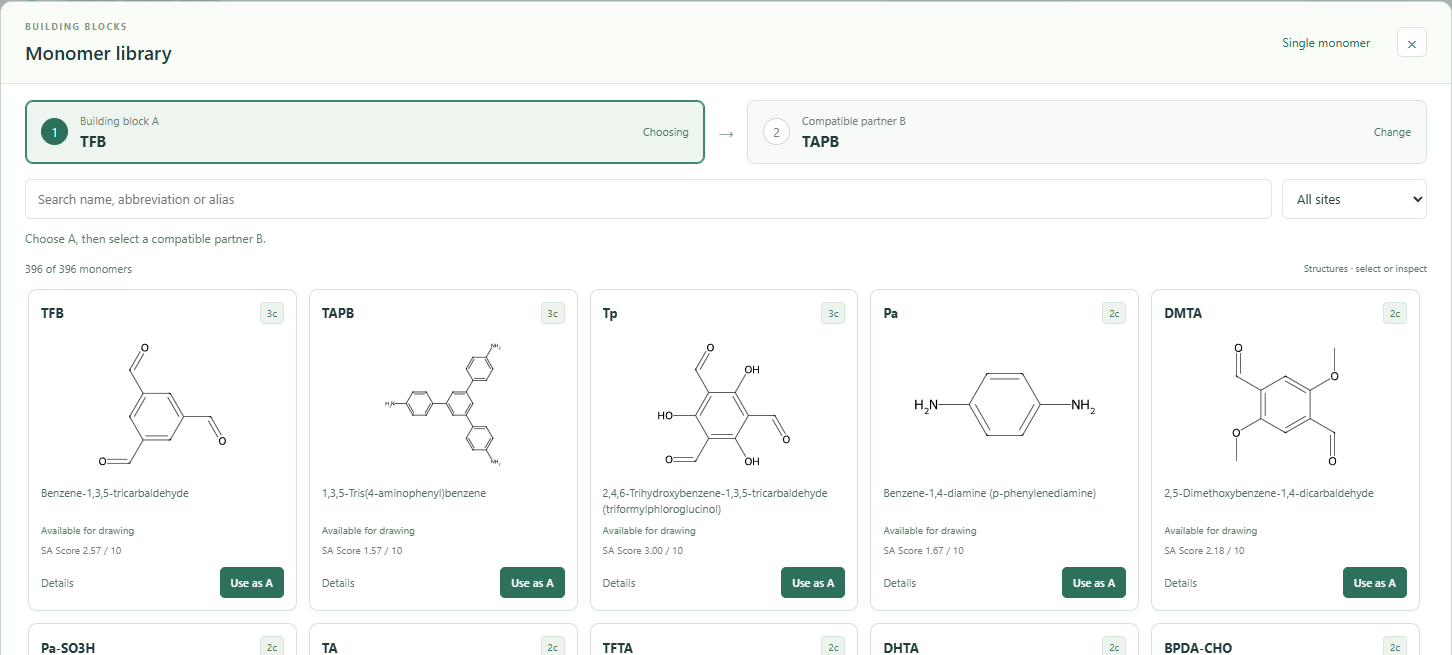 BUILDING BLOCKS
Monomer library
Single monomer
×
1
Building block A
TFB
Choosing
→
2
Compatible partner B
TAPB
Change
Search name, abbreviation or alias
All sites
Choose A, then select a compatible partner B.
396 of 396 monomers
Structures · select or inspect
TFB
3c
O
O
O
Benzene-1,3,5-tricarbaldehyde
Available for drawing
SA Score 2.57 / 10
Details
Use as A
TAPB
3c
NH2
H2N
NH2
1,3,5-Tris(4-aminophenyl)benzene
Available for drawing
SA Score 1.57 / 10
Details
Use as A
Tp
3c
O
OH
HO
O
O
OH
2,4,6-Trihydroxybenzene-1,3,5-tricarbaldehyde
(triformylphloroglucinol)
Available for drawing
SA Score 3.00 / 10
Details
Use as A
Pa
2c
H2N
NH2
Benzene-1,4-diamine (p-phenylenediamine)
Available for drawing
SA Score 1.67 / 10
Details
Use as A
DMTA
2c
O
O
O
O
2,5-Dimethoxybenzene-1,4-dicarbaldehyde
Available for drawing
SA Score 2.18 / 10
Details
Use as A
Pa-SO3H
2c
TA
2c
TFTA
2c
DHTA
2c
BPDA-CHO
2c